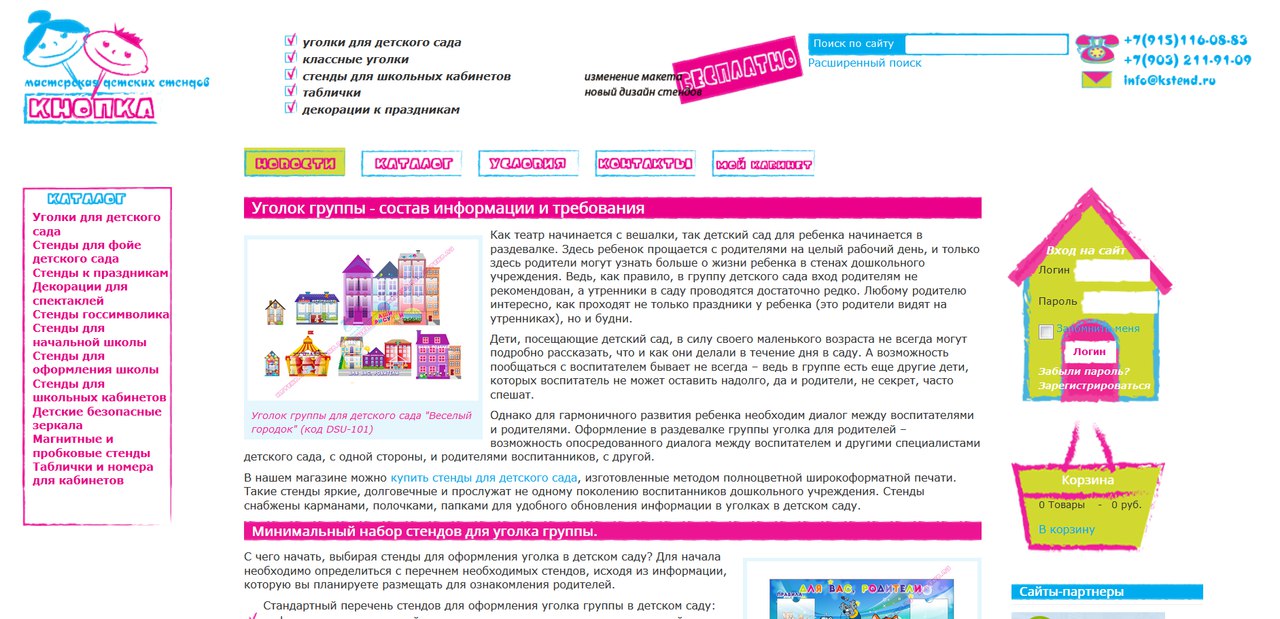 мастерская детских стендов
КНОПКА
уголки для детского сада
классные уголки
стенды для школьных кабинетов
таблички
декорации к праздникам
изменение макета
новый дизайн стендов
БЕСПЛАТНО
Поиск по сайту
Расширенный поиск
+7(915)116-08-83
+7(903) 211-91-09
info@kstend.ru
НОВОСТИ
КАТАЛОГ
УСЛОВИЯ
КОНТАКТЫ
МОЙ КАБИНЕТ
КАТАЛОГ
Уголки для детского
сада
Стенды для фойе
детского сада
Стенды к праздникам
Декорации для
спектаклей
Стенды госсимволика
Стенды для
начальной школы
Стенды для
оформления школы
Стенды для
школьных кабинетов
Детские безопасные
зеркала
Магнитные и
пробковые стенды
Таблички и номера
для кабинетов
Уголок группы - состав информации и требования
Уголок группы для детского сада "Веселый
городок" (код DSU-101)
Как театр начинается с вешалки, так детский сад для ребенка начинается в
раздевалке. Здесь ребенок прощается с родителями на целый рабочий день, и только
здесь родители могут узнать больше о жизни ребенка в стенах дошкольного
учреждения. Ведь, как правило, в группу детского сада вход родителям не
рекомендован, а утренники в саду проводятся достаточно редко. Любому родителю
интересно, как проходят не только праздники у ребенка (это родители видят на
утренниках), но и будни.
Дети, посещающие детский сад, в силу своего маленького возраста не всегда могут
подробно рассказать, что и как они делали в течение дня в саду. А возможность
пообщаться с воспитателем бывает не всегда – ведь в группе есть еще другие дети,
которых воспитатель не может оставить надолго, да и родители, не секрет, часто
спешат.
Однако для гармоничного развития ребенка необходим диалог между воспитателями
и родителями. Оформление в раздевалке группы уголка для родителей –
возможность опосредованного диалога между воспитателем и другими специалистами
детского сада, с одной стороны, и родителями воспитанников, с другой.
В нашем магазине можно купить стенды для детского сада, изготовленные методом полноцветной широкоформатной печати.
Такие стенды яркие, долговечные и прослужат не одному поколению воспитанников дошкольного учреждения. Стенды
снабжены карманами, полочками, папками для удобного обновления информации в уголках в детском саду.
Минимальный набор стендов для уголка группы.
С чего начать, выбирая стенды для оформления уголка в детском саду? Для начала
необходимо определиться с перечнем необходимых стендов, исходя из информации,
которую вы планируете размещать для ознакомления родителей.
Стандартный перечень стендов для оформления уголка группы в детском саду:
ДЛЯ ВАС, РОДИТЕЛИ
Вход на сайт
Логин
Пароль
Запомнить меня
Логин
Забыли пароль?
Зарегистрироваться
Корзина
0 Товары - 0 руб.
В корзину
Сайты-партнеры